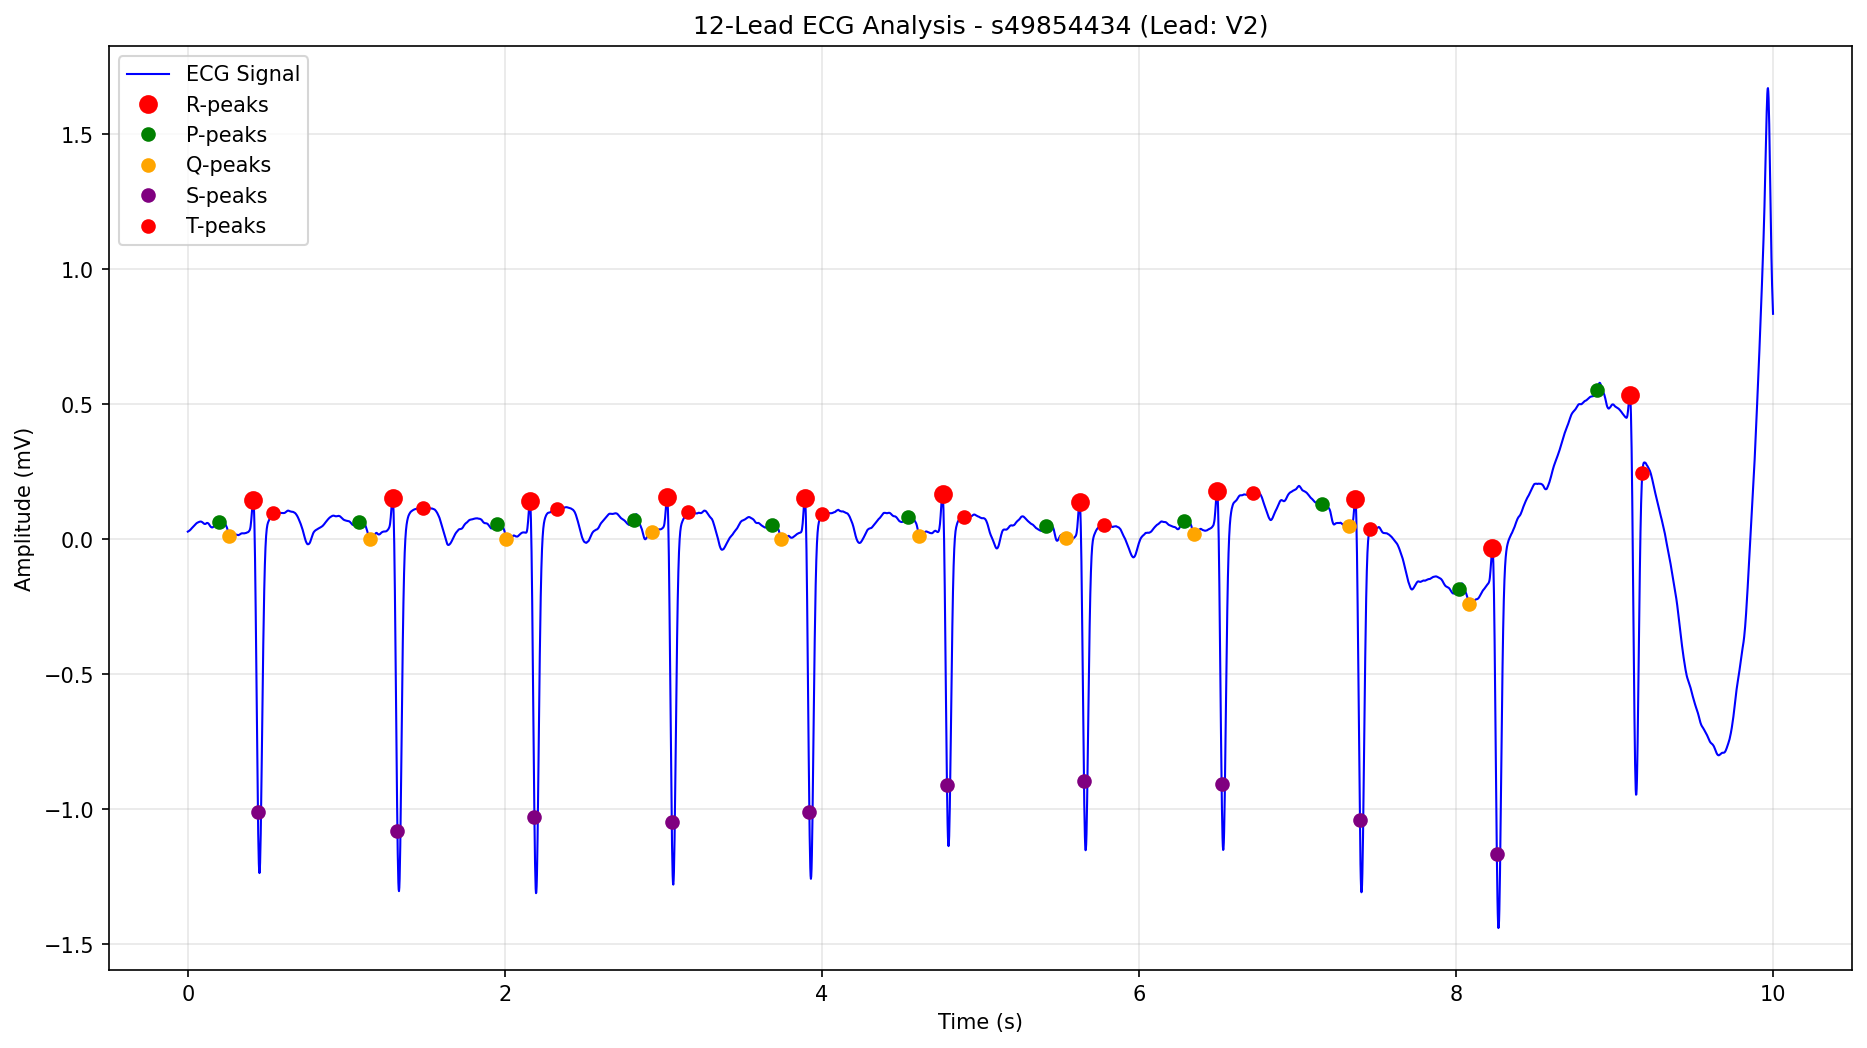 12-Lead ECG Analysis - s49854434 (Lead: V2)
ECG Signal
R-peaks
P-peaks
Q-peaks
S-peaks
T-peaks
Amplitude (mV)
1.5
1.0
0.5
0.0
−0.5
−1.0
−1.5
0 2 4 6 8 10
Time (s)